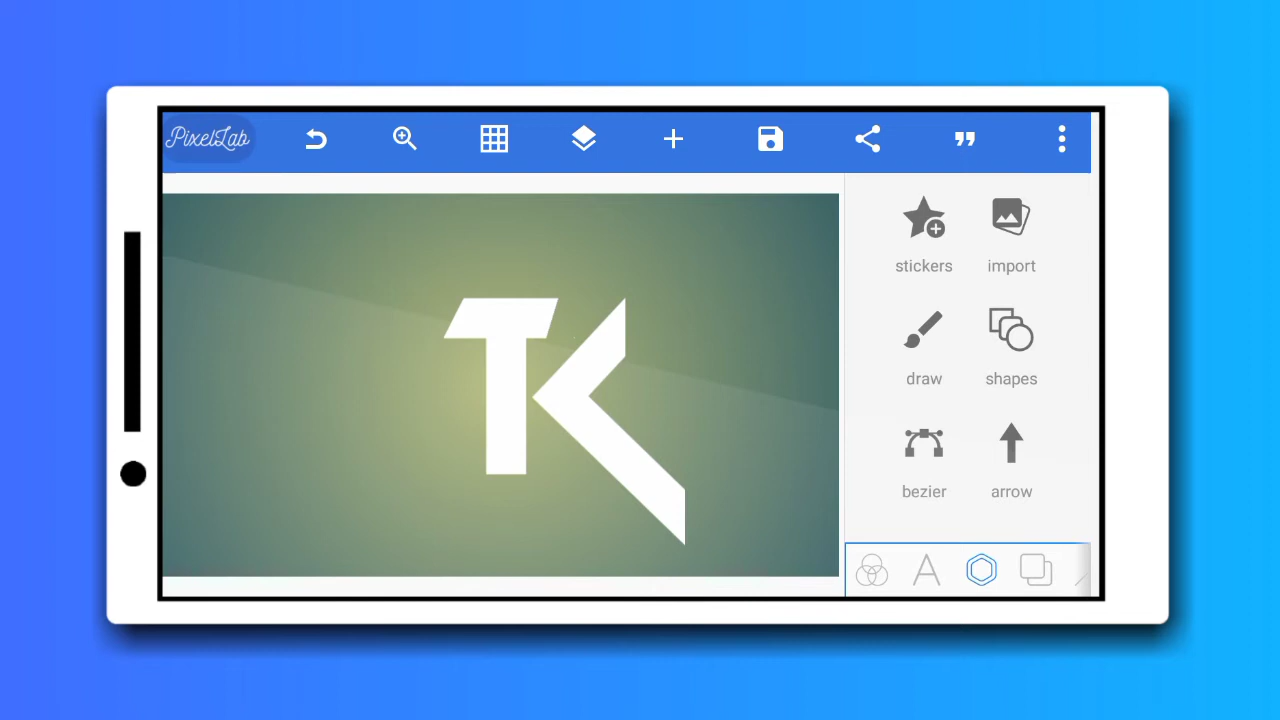 PixelLab
TK
stickers
import
draw
shapes
bezier
arrow